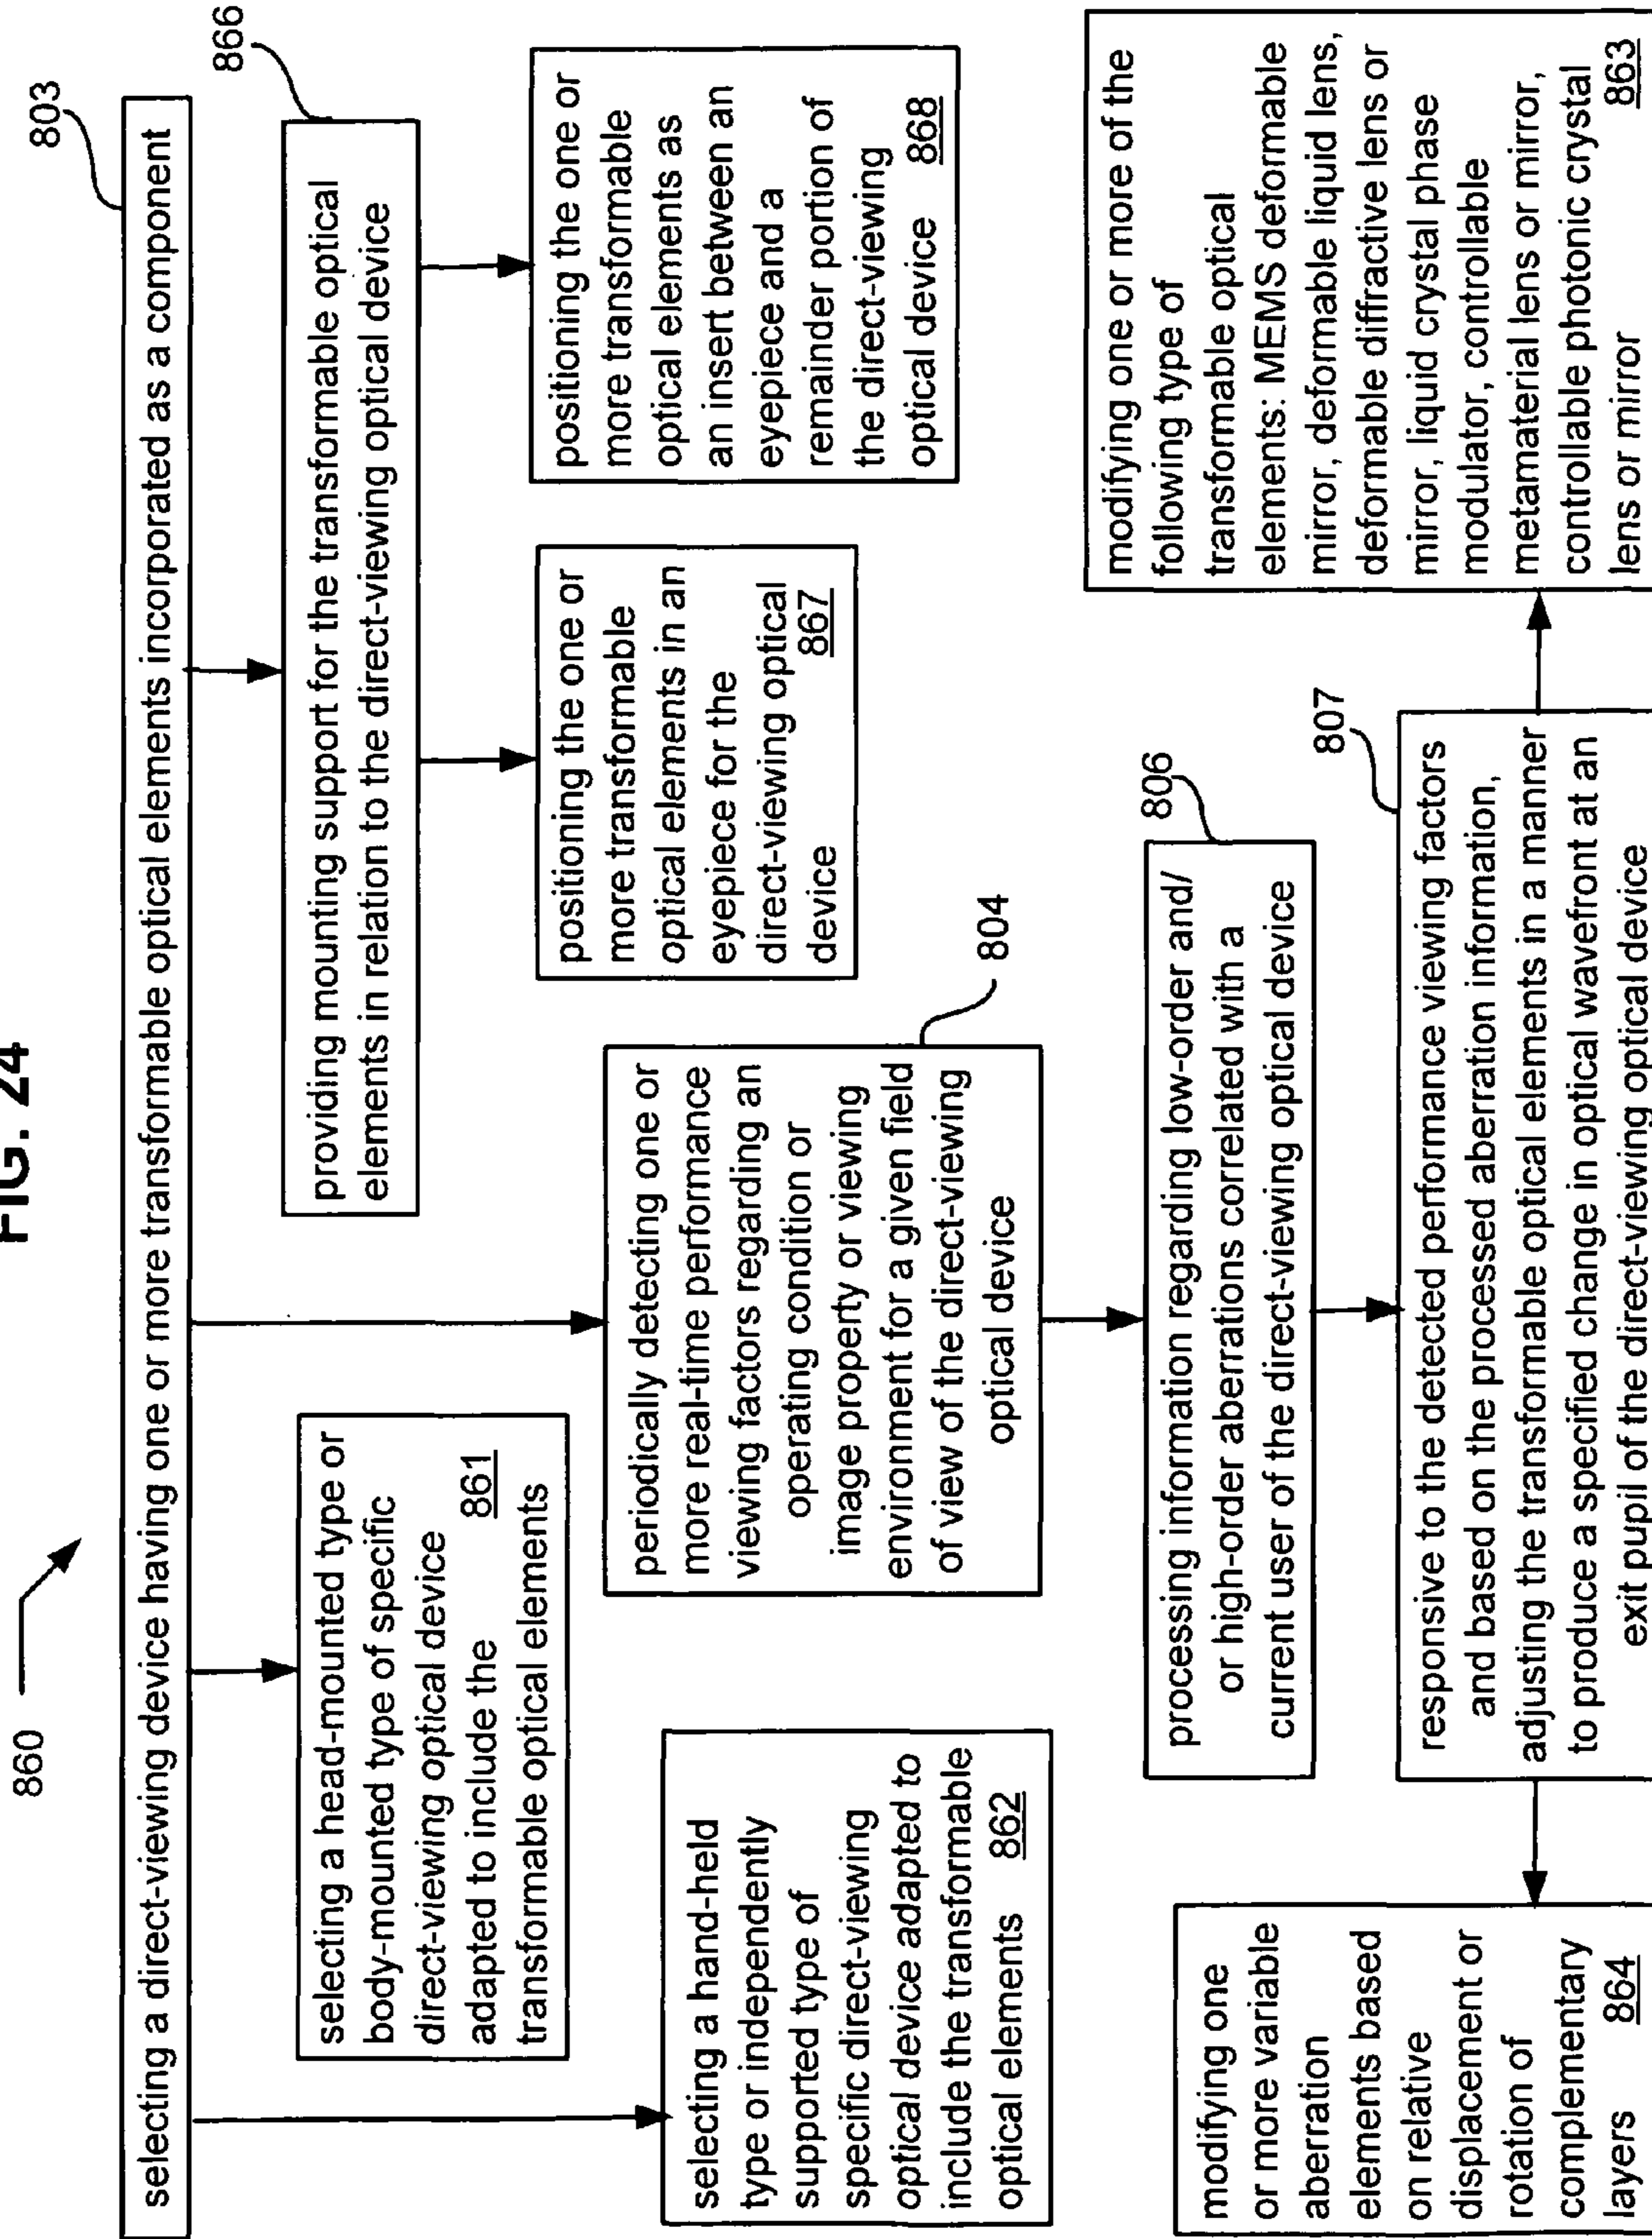 FIG. 24
860
803
selecting a direct-viewing device having one or more transformable optical elements incorporated as a component
866
providing mounting support for the transformable optical
elements in relation to the direct-viewing optical device
selecting a head-mounted type or
body-mounted type of specific
direct-viewing optical device
adapted to include the 861
transformable optical elements
selecting a hand-held
type or independently
supported type of
specific direct-viewing
optical device adapted to
include the transformable
optical elements 862
periodically detecting one or
more real-time performance
viewing factors regarding an
operating condition or
image property or viewing
environment for a given field
of view of the direct-viewing
optical device
804
positioning the one or
more transformable
optical elements in an
eyepiece for the
direct-viewing optical
device 867
positioning the one or
more transformable
optical elements as
an insert between an
eyepiece and a
remainder portion of
the direct-viewing
optical device 868
806
processing information regarding low-order and/
or high-order aberrations correlated with a
current user of the direct-viewing optical device
807
responsive to the detected performance viewing factors
and based on the processed aberration information,
adjusting the transformable optical elements in a manner
to produce a specified change in optical wavefront at an
exit pupil of the direct-viewing optical device
modifying one
or more variable
aberration
elements based
on relative
displacement or
rotation of
complementary
layers 864
modifying one or more of the
following type of
transformable optical
elements: MEMS deformable
mirror, deformable liquid lens,
deformable diffractive lens or
mirror, liquid crystal phase
modulator, controllable
metamaterial lens or mirror,
controllable photonic crystal
lens or mirror 863